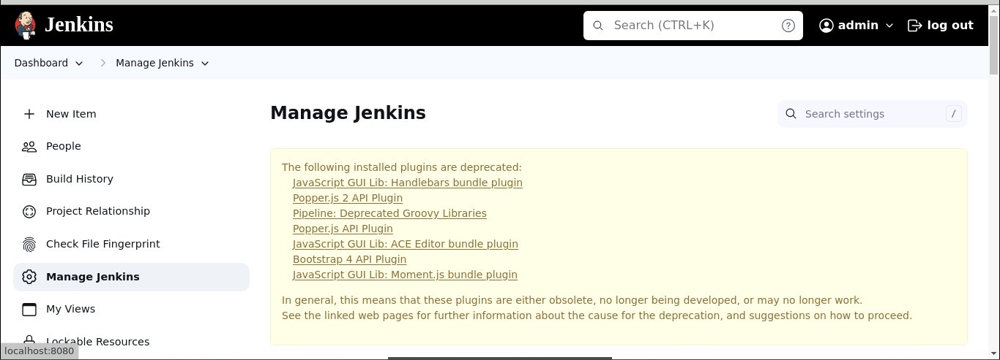 Jenkins
Search (CTRL+K)
admin
log out
Dashboard
Manage Jenkins
New Item
People
Build History
Project Relationship
Check File Fingerprint
Manage Jenkins
My Views
Lockable Resources
localhost:8080
Manage Jenkins
Search settings /
The following installed plugins are deprecated:
JavaScript GUI Lib: Handlebars bundle plugin
Popper.js 2 API Plugin
Pipeline: Deprecated Groovy Libraries
Popper.js API Plugin
JavaScript GUI Lib: ACE Editor bundle plugin
Bootstrap 4 API Plugin
JavaScript GUI Lib: Moment.js bundle plugin
In general, this means that these plugins are either obsolete, no longer being developed, or may no longer work.
See the linked web pages for further information about the cause for the deprecation, and suggestions on how to proceed.